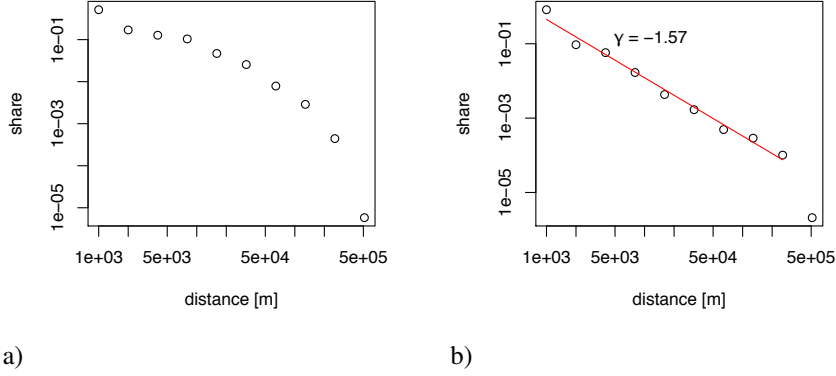 1e−01
1e−03
1e−05
share
1e+03 5e+03 5e+04 5e+05
distance [m]
a)
γ = −1.57
1e−01
1e−03
1e−05
share
1e+03 5e+03 5e+04 5e+05
distance [m]
b)